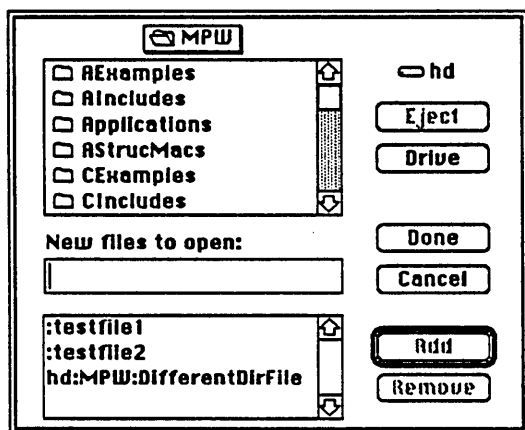 MPW
AExamples
AIncludes
Applications
AStrucMacs
CExamples
CIncludes
hd
Eject
Drive
New files to open:
Done
Cancel
:testfile1
:testfile2
hd:MPW:DifferentDirFile
Add
Remove